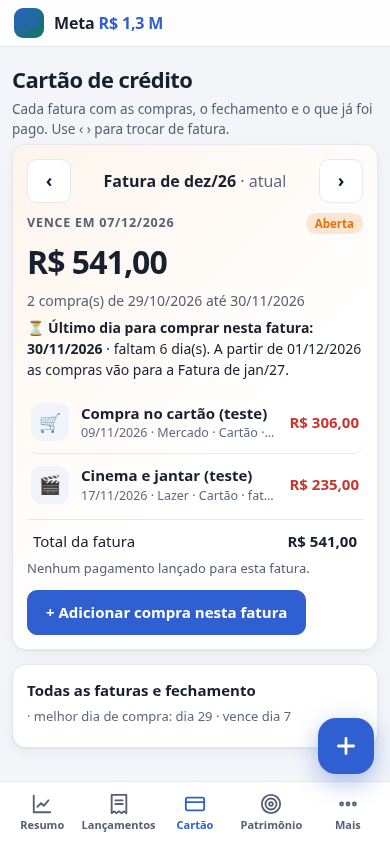 Meta R$ 1,3 M
Cartão de crédito
Cada fatura com as compras, o fechamento e o que já foi
pago. Use ‹ › para trocar de fatura.
‹ Fatura de dez/26 · atual ›
VENCE EM 07/12/2026 Aberta
R$ 541,00
2 compra(s) de 29/10/2026 até 30/11/2026
⏳ Último dia para comprar nesta fatura:
30/11/2026 · faltam 6 dia(s). A partir de 01/12/2026
as compras vão para a Fatura de jan/27.
Compra no cartão (teste) R$ 306,00
09/11/2026 · Mercado · Cartão ·...
Cinema e jantar (teste) R$ 235,00
17/11/2026 · Lazer · Cartão · fat...
Total da fatura R$ 541,00
Nenhum pagamento lançado para esta fatura.
+ Adicionar compra nesta fatura
Todas as faturas e fechamento
· melhor dia de compra: dia 29 · vence dia 7
+
Resumo Lançamentos Cartão Patrimônio Mais